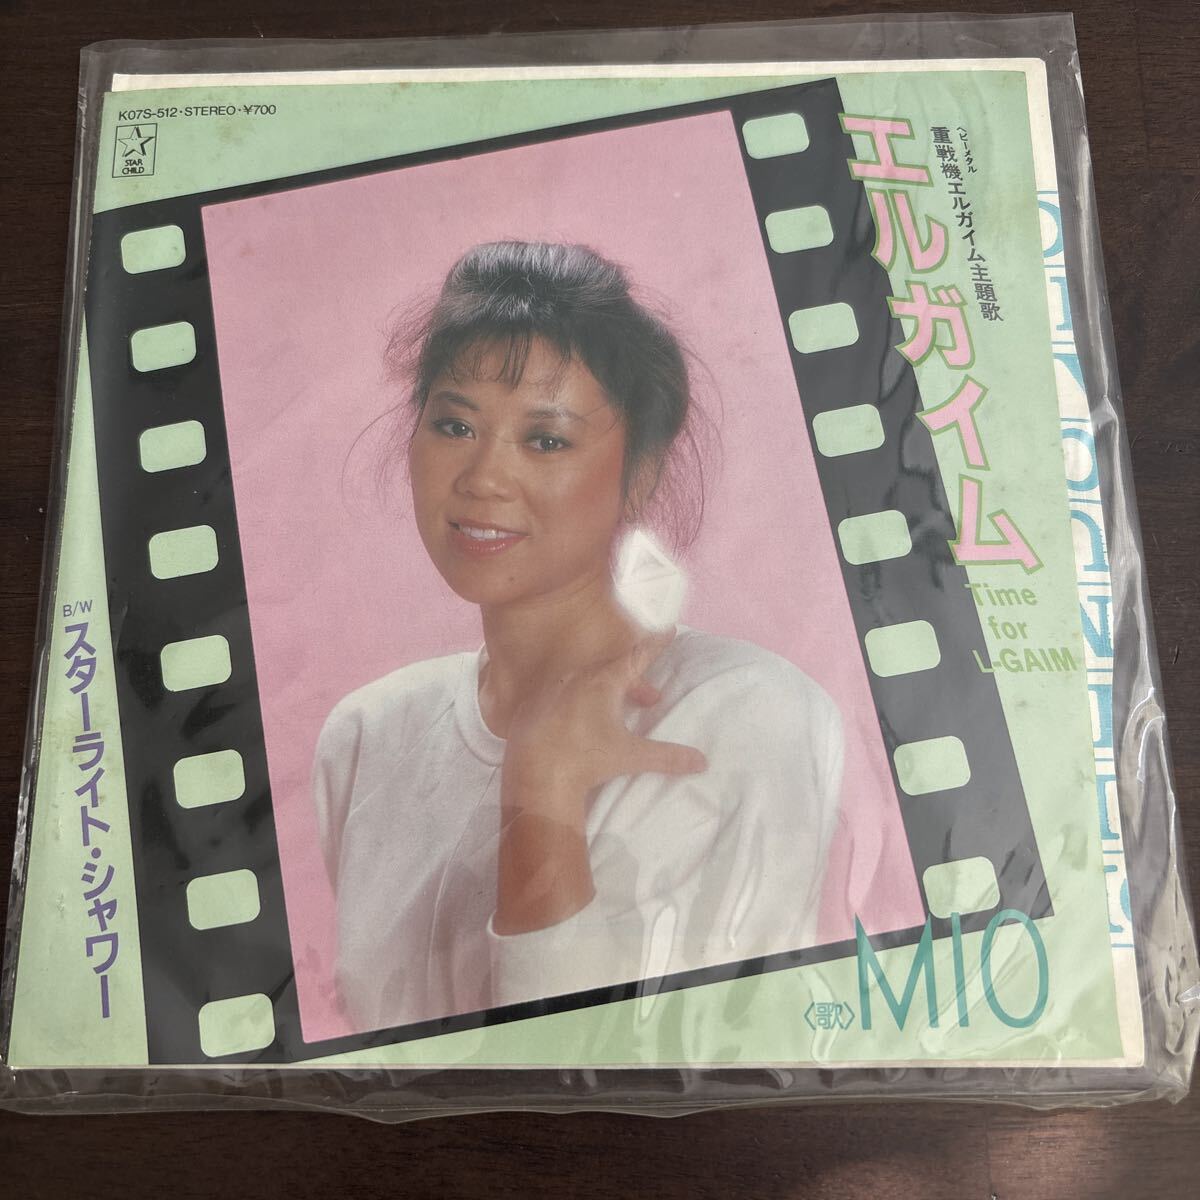 K07S-512・STEREO・¥700
STAR
CHILD
ヘビーメタル
重戦機エルガイム主題歌
エルガイム
Time
for
L-GAIM
B/W
スターライト・シャワー
〈歌〉MIO